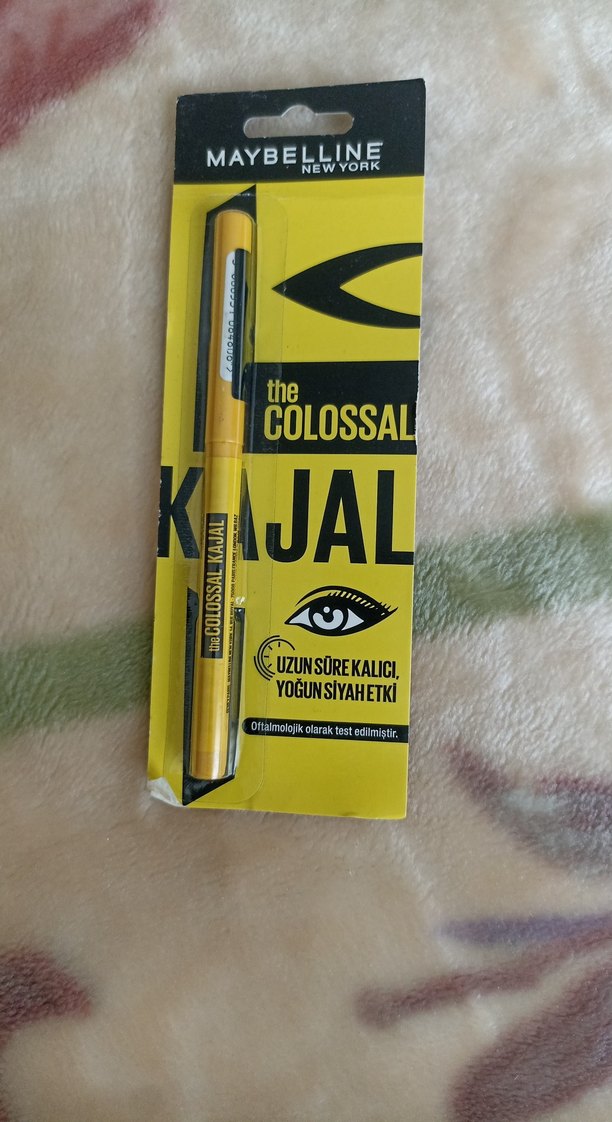 MAYBELLINE
NEW YORK
the
COLOSSAL
KAJAL
UZUN SÜRE KALICI,
YOĞUN SİYAH ETKİ
Oftalmolojik olarak test edilmiştir.
the COLOSSAL KAJAL